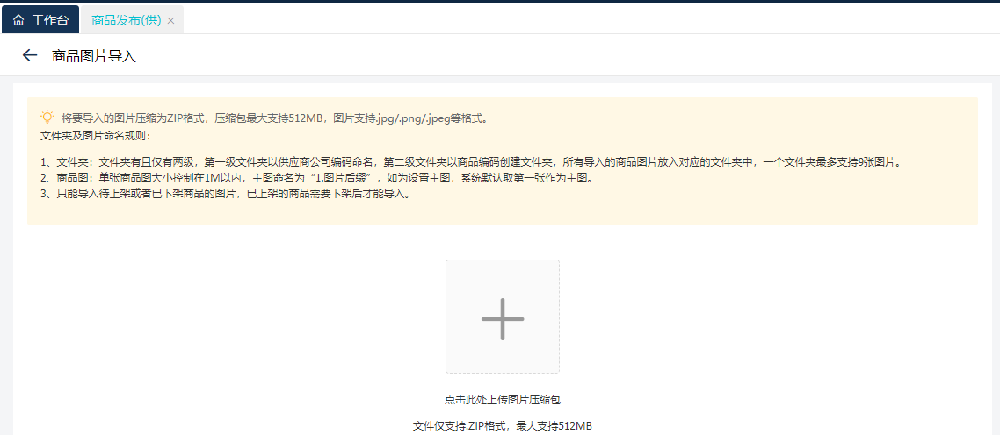 工作台
商品发布(供)
商品图片导入
将要导入的图片压缩为ZIP格式，压缩包最大支持512MB，图片支持.jpg/.png/.jpeg等格式。
文件夹及图片命名规则：
1、文件夹：文件夹有且仅有两级，第一级文件夹以供应商公司编码命名，第二级文件夹以商品编码创建文件夹，所有导入的商品图片放入对应的文件夹中，一个文件夹最多支持9张图片。
2、商品图：单张商品图大小控制在1M以内，主图命名为“1.图片后缀”，如为设置主图，系统默认取第一张作为主图。
3、只能导入待上架或者已下架商品的图片，已上架的商品需要下架后才能导入。
点击此处上传图片压缩包
文件仅支持.ZIP格式，最大支持512MB